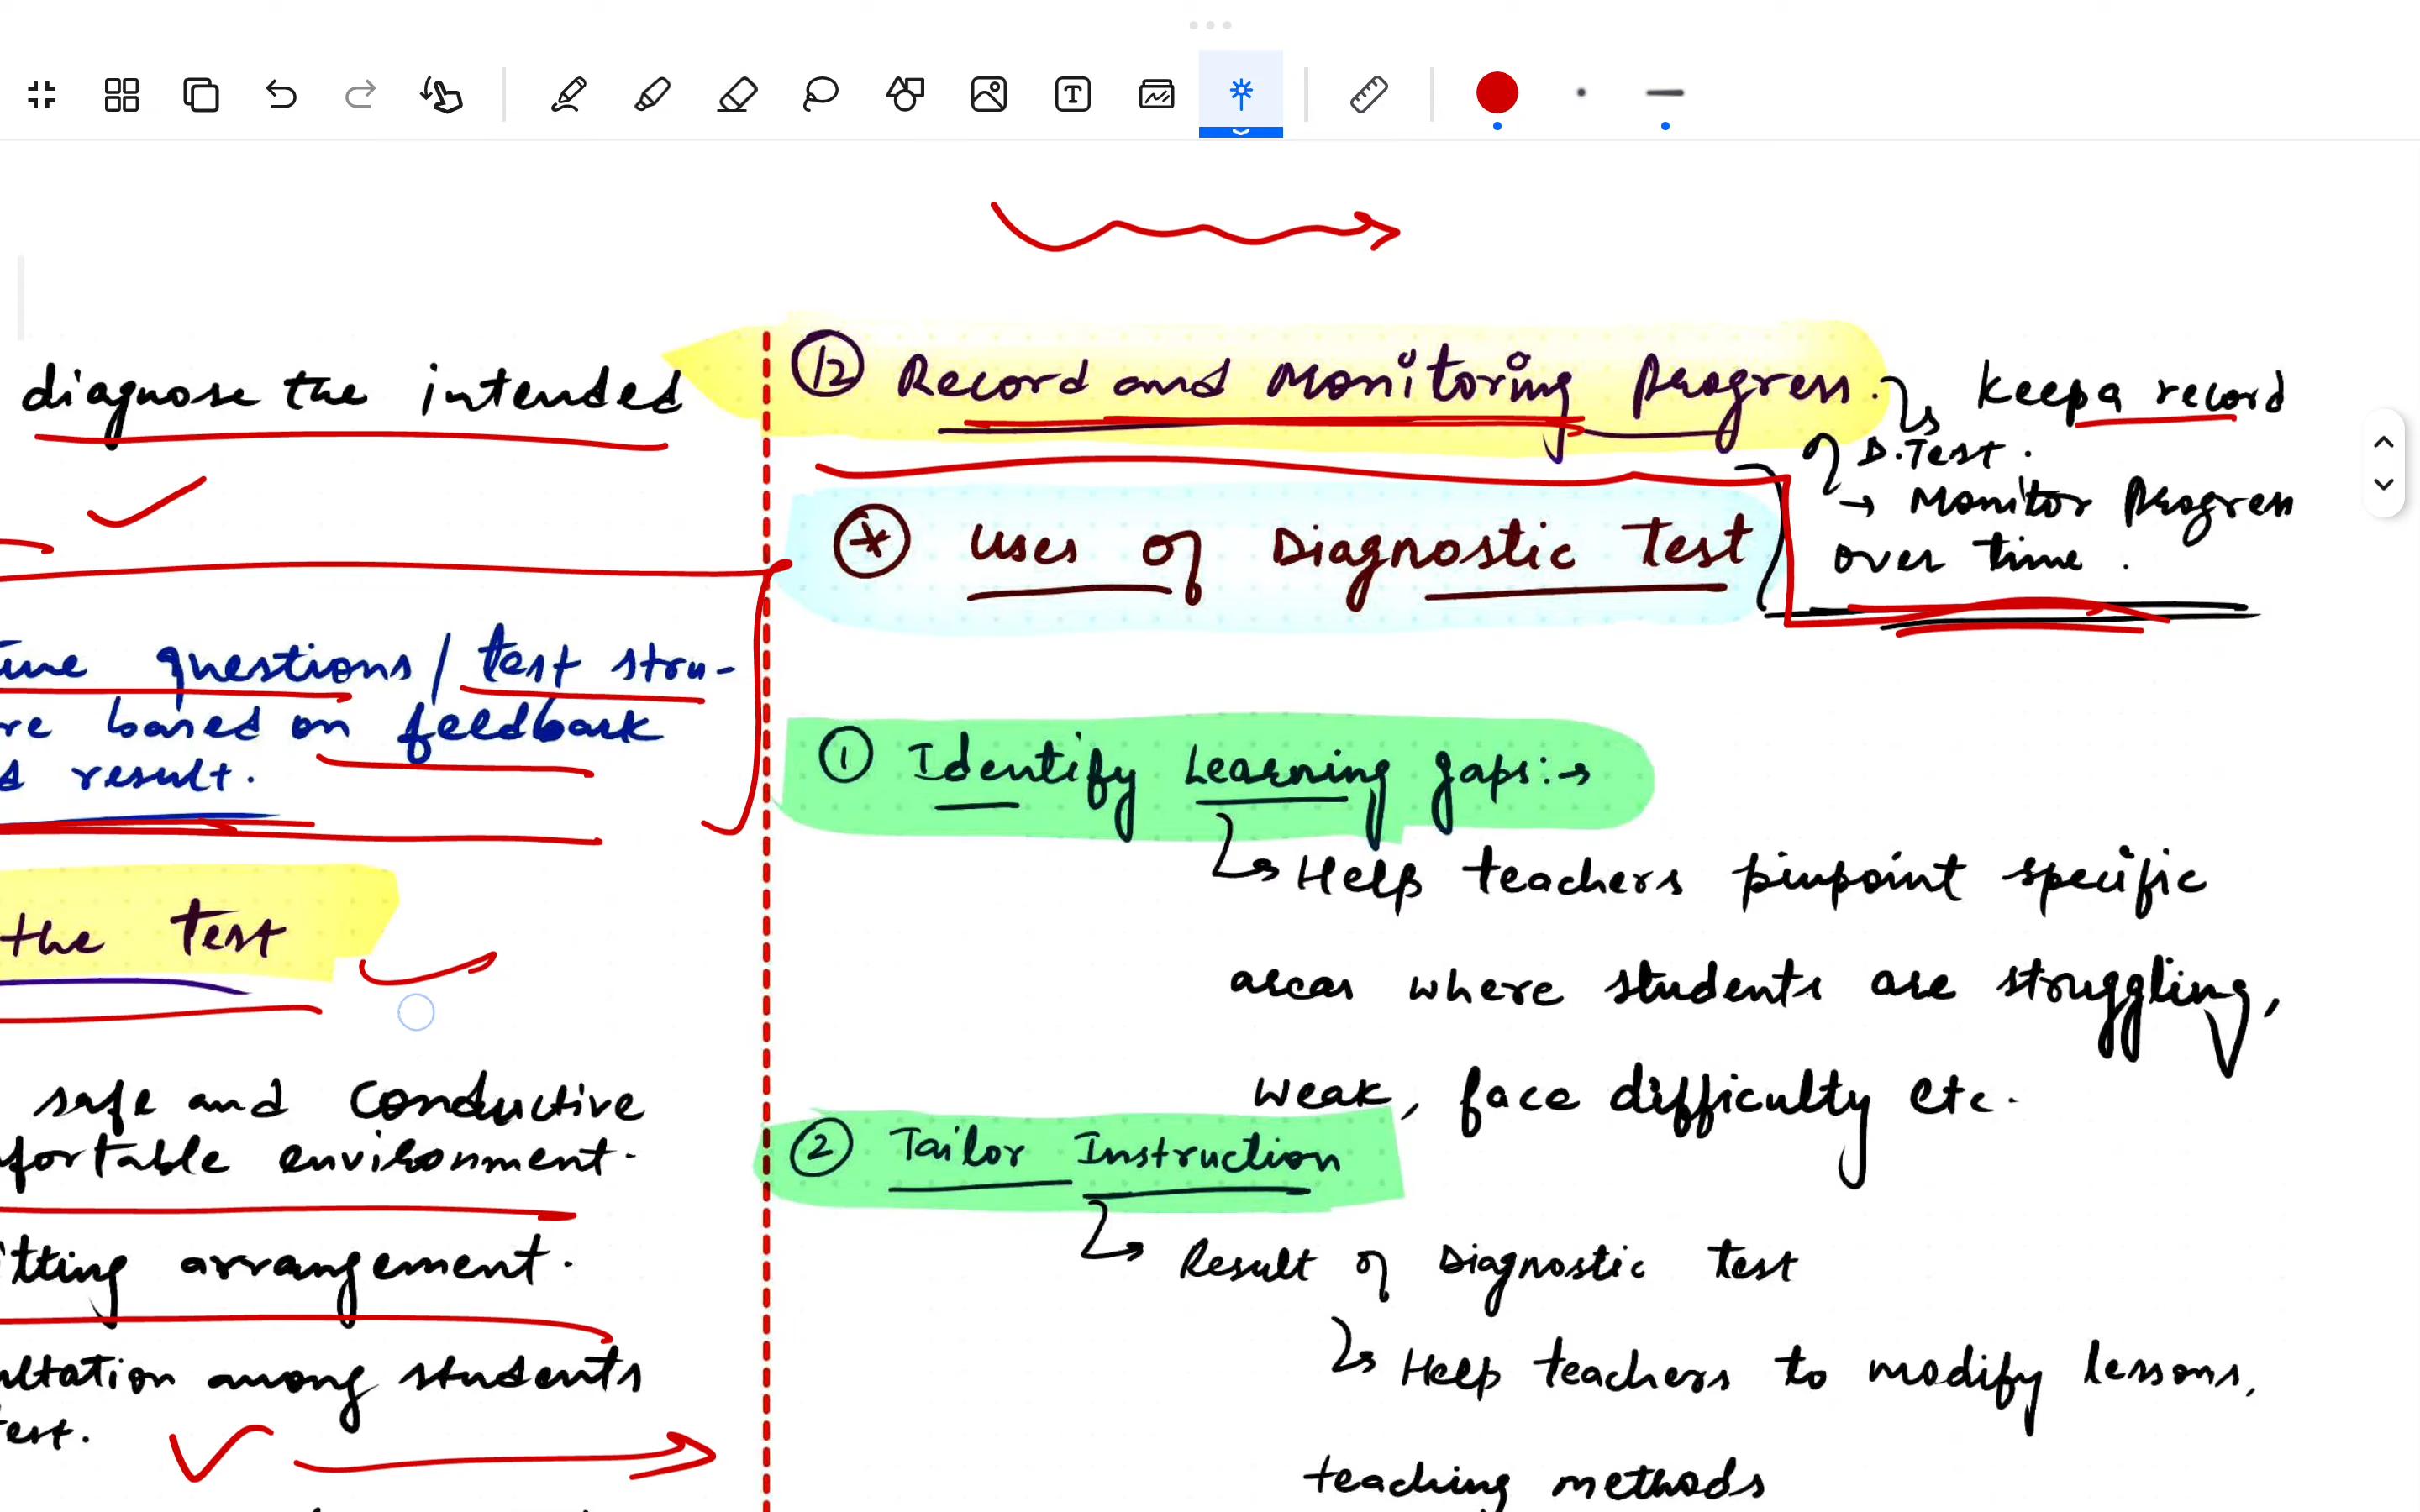 diagnose the intended
questions / test stru-
re based on feedback
result.
the Test
safe and conductive
fortable environment.
itting arrangement.
ultation among students
est.
12 Record and Monitoring Progress.
keep a record
of D.Test.
→ Monitor Progress
over time.
* Uses of Diagnostic Test
1 Identify Learning gaps:→
Help teachers pinpoint specific
areas where students are struggling,
weak, face difficulty etc.
2 Tailor Instruction
Result of Diagnostic test
Help teachers to modify lessons,
teaching methods